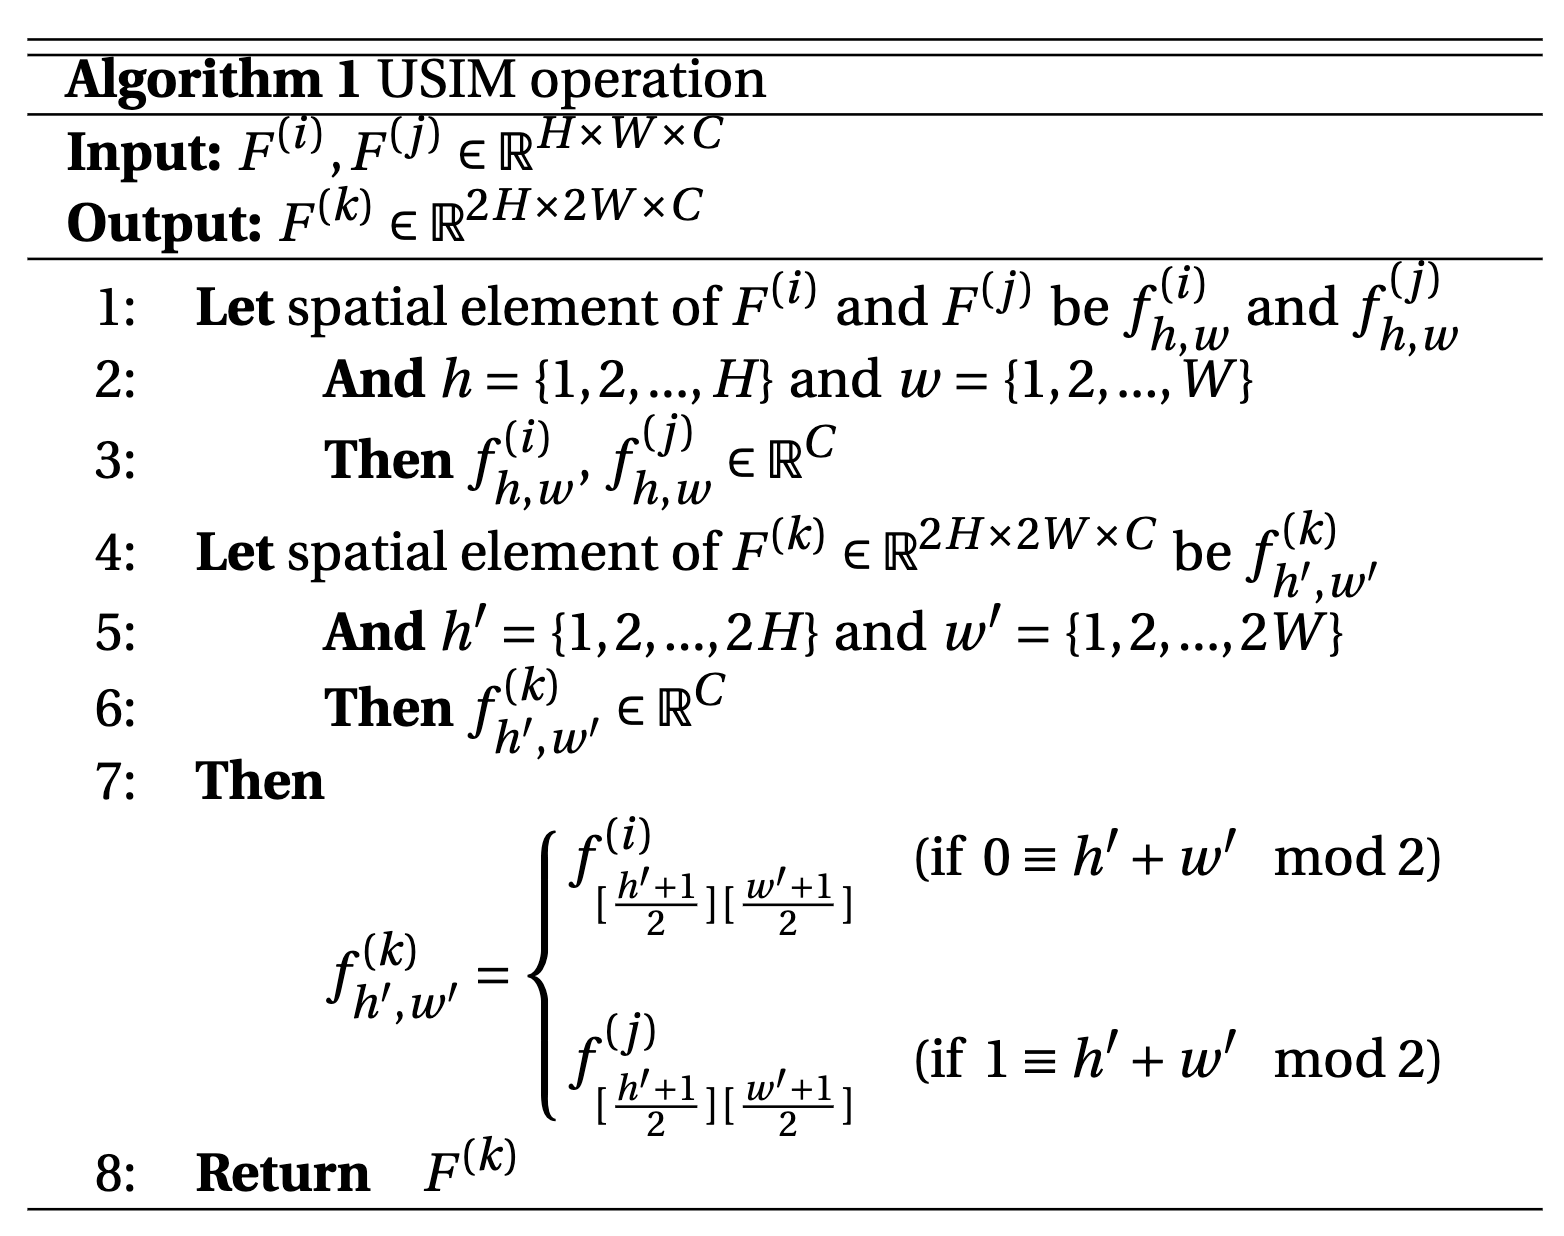 Algorithm 1 USIM operation
Input: $F^{(i)}, F^{(j)} \in \mathbb{R}^{H \times W \times C}$
Output: $F^{(k)} \in \mathbb{R}^{2H \times 2W \times C}$
1: Let spatial element of $F^{(i)}$ and $F^{(j)}$ be $f^{(i)}_{h,w}$ and $f^{(j)}_{h,w}$
2: And $h = \{1, 2, ..., H\}$ and $w = \{1, 2, ..., W\}$
3: Then $f^{(i)}_{h,w}, f^{(j)}_{h,w} \in \mathbb{R}^{C}$
4: Let spatial element of $F^{(k)} \in \mathbb{R}^{2H \times 2W \times C}$ be $f^{(k)}_{h',w'}$
5: And $h' = \{1, 2, ..., 2H\}$ and $w' = \{1, 2, ..., 2W\}$
6: Then $f^{(k)}_{h',w'} \in \mathbb{R}^{C}$
7: Then
$f^{(k)}_{h',w'} = \begin{cases} f^{(i)}_{[\frac{h'+1}{2}][\frac{w'+1}{2}]} & (\text{if } 0 \equiv h' + w' \mod 2) \\ f^{(j)}_{[\frac{h'+1}{2}][\frac{w'+1}{2}]} & (\text{if } 1 \equiv h' + w' \mod 2) \end{cases}$
8: Return $F^{(k)}$